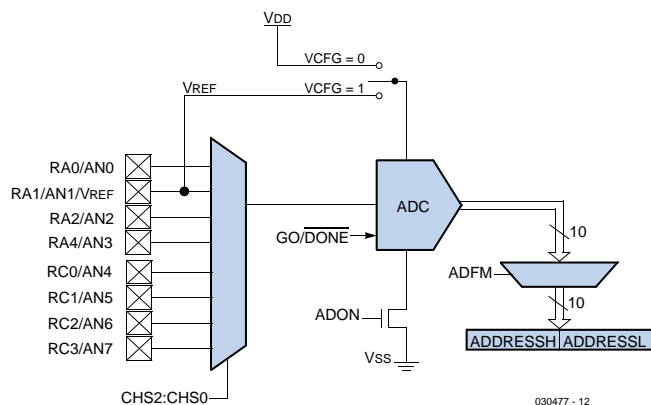 VDD
VCFG = 0
VREF
VCFG = 1
RA0/AN0
RA1/AN1/VREF
RA2/AN2
RA4/AN3
RC0/AN4
RC1/AN5
RC2/AN6
RC3/AN7
CHS2:CHS0
ADC
GO/DONE
ADON
VSS
10
ADFM
10
ADDRESSH ADDRESSL
030477 - 12